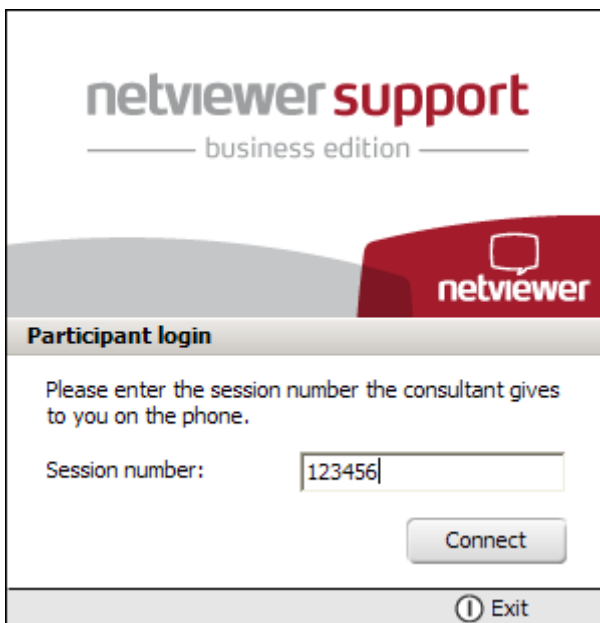 netviewer support
business edition
netviewer
Participant login
Please enter the session number the consultant gives
to you on the phone.
Session number: 123456
Connect
Exit